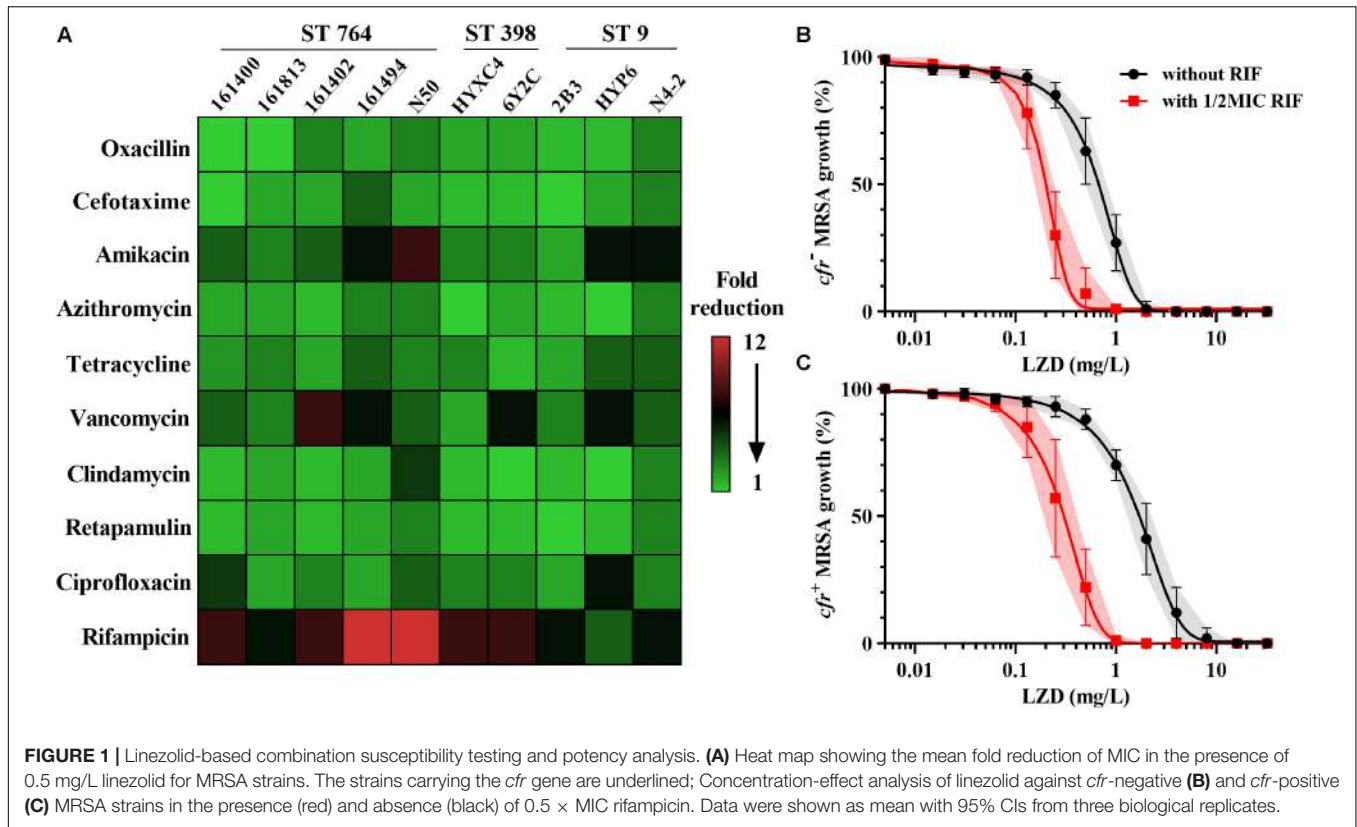 A
ST 764 ST 398 ST 9
161400 161813 161402 161494 N50 HYXC4 6Y2C 2B3 HYP6 N4-2
Oxacillin
Cefotaxime
Amikacin
Azithromycin
Tetracycline
Vancomycin
Clindamycin
Retapamulin
Ciprofloxacin
Rifampicin
Fold
reduction
12
1
B
cfr- MRSA growth (%)
100
50
0
0.01 0.1 1 10
LZD (mg/L)
without RIF
with 1/2MIC RIF
C
cfr+ MRSA growth (%)
100
50
0
0.01 0.1 1 10
LZD (mg/L)
FIGURE 1 | Linezolid-based combination susceptibility testing and potency analysis. (A) Heat map showing the mean fold reduction of MIC in the presence of
0.5 mg/L linezolid for MRSA strains. The strains carrying the cfr gene are underlined; Concentration-effect analysis of linezolid against cfr-negative (B) and cfr-positive
(C) MRSA strains in the presence (red) and absence (black) of 0.5 × MIC rifampicin. Data were shown as mean with 95% CIs from three biological replicates.